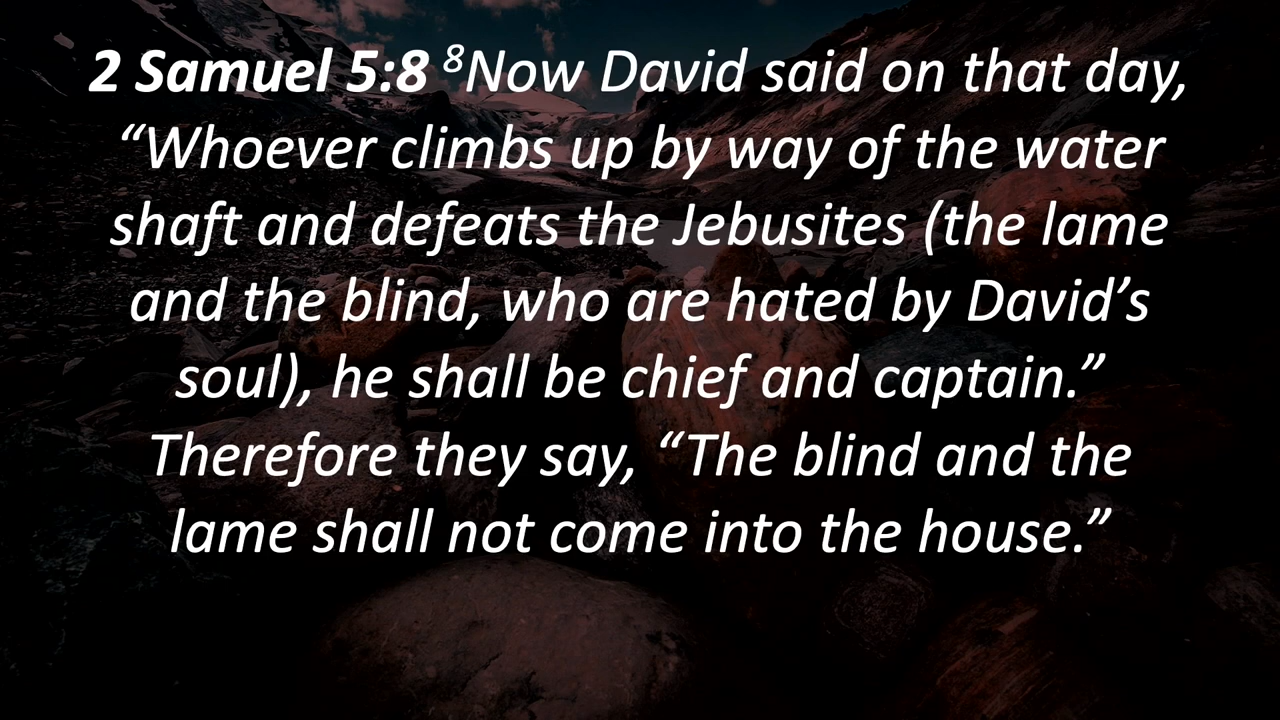 2 Samuel 5:8 ⁸Now David said on that day,
“Whoever climbs up by way of the water
shaft and defeats the Jebusites (the lame
and the blind, who are hated by David’s
soul), he shall be chief and captain.”
Therefore they say, “The blind and the
lame shall not come into the house.”